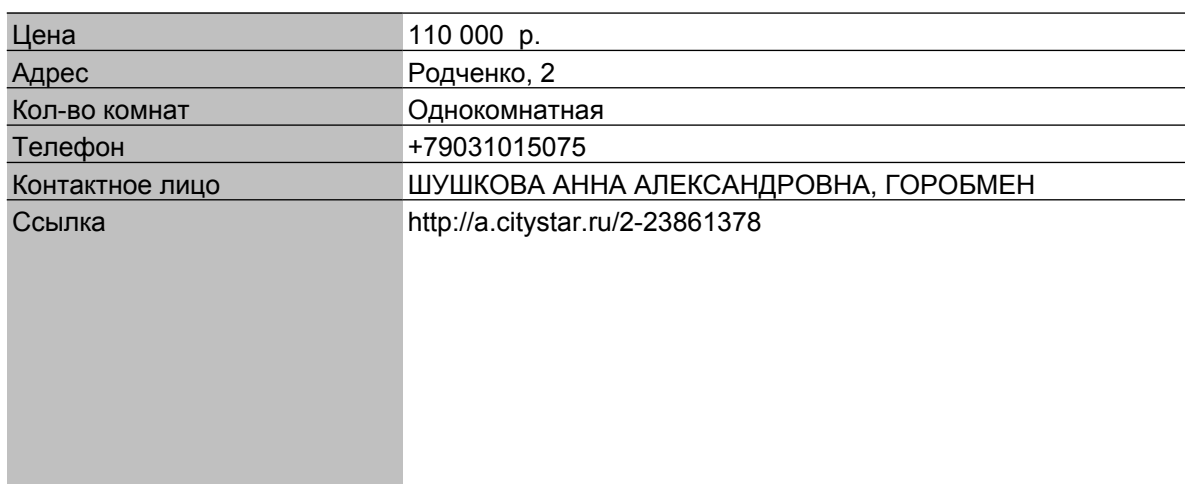 Цена 110 000 р.
Адрес Родченко, 2
Кол-во комнат Однокомнатная
Телефон +79031015075
Контактное лицо ШУШКОВА АННА АЛЕКСАНДРОВНА, ГОРОБМЕН
Ссылка http://a.citystar.ru/2-23861378